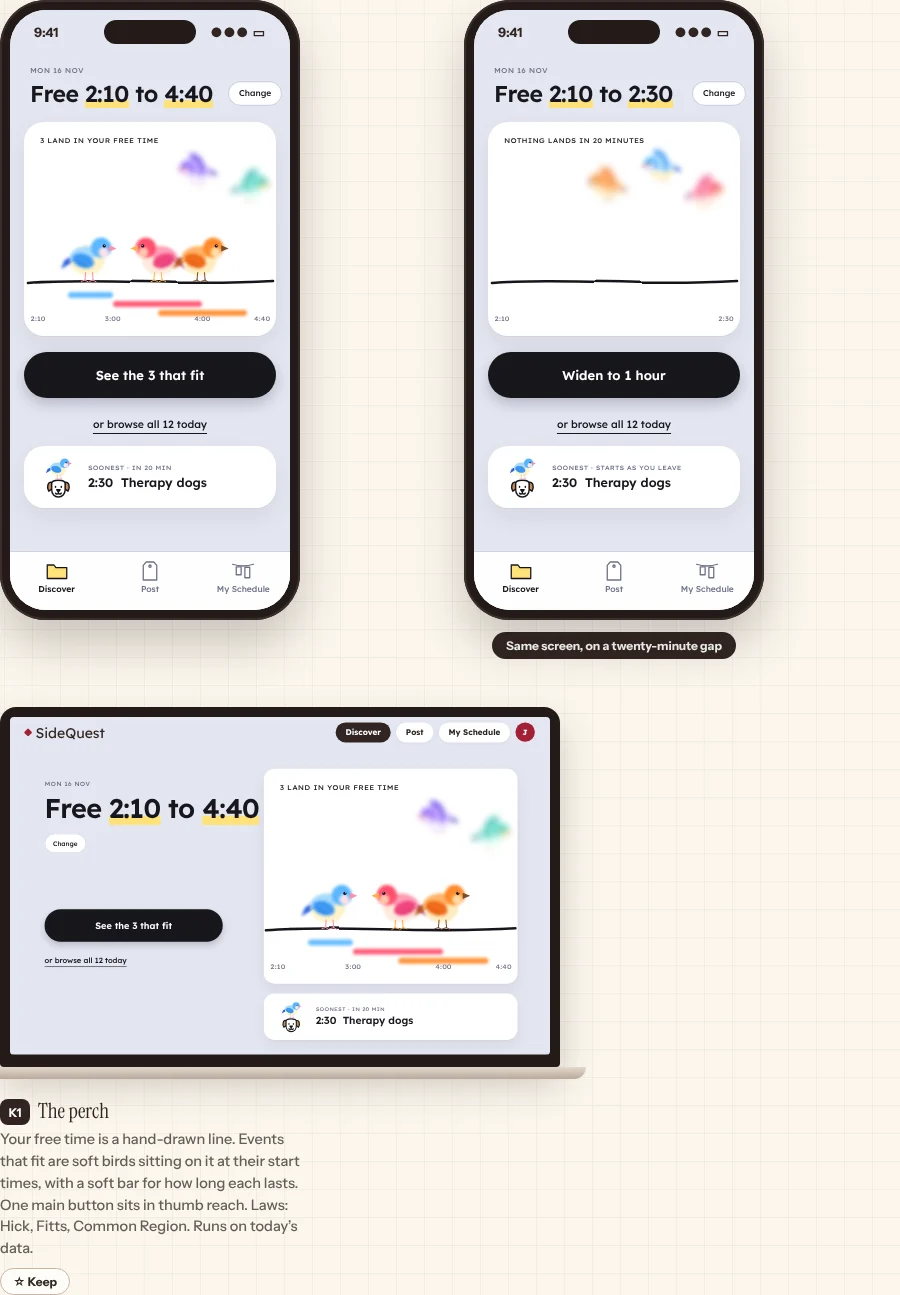 9:41
MON 16 NOV
Free 2:10 to 4:40
Change
3 LAND IN YOUR FREE TIME
2:10 3:00 4:00 4:40
See the 3 that fit
or browse all 12 today
SOONEST · IN 20 MIN
2:30 Therapy dogs
Discover Post My Schedule
9:41
MON 16 NOV
Free 2:10 to 2:30
Change
NOTHING LANDS IN 20 MINUTES
2:10 2:30
Widen to 1 hour
or browse all 12 today
SOONEST · STARTS AS YOU LEAVE
2:30 Therapy dogs
Discover Post My Schedule
Same screen, on a twenty-minute gap
SideQuest
Discover Post My Schedule J
MON 16 NOV
Free 2:10 to 4:40
Change
See the 3 that fit
or browse all 12 today
3 LAND IN YOUR FREE TIME
2:10 3:00 4:00 4:40
SOONEST · IN 20 MIN
2:30 Therapy dogs
K1 The perch
Your free time is a hand-drawn line. Events
that fit are soft birds sitting on it at their start
times, with a soft bar for how long each lasts.
One main button sits in thumb reach. Laws:
Hick, Fitts, Common Region. Runs on today's
data.
☆ Keep